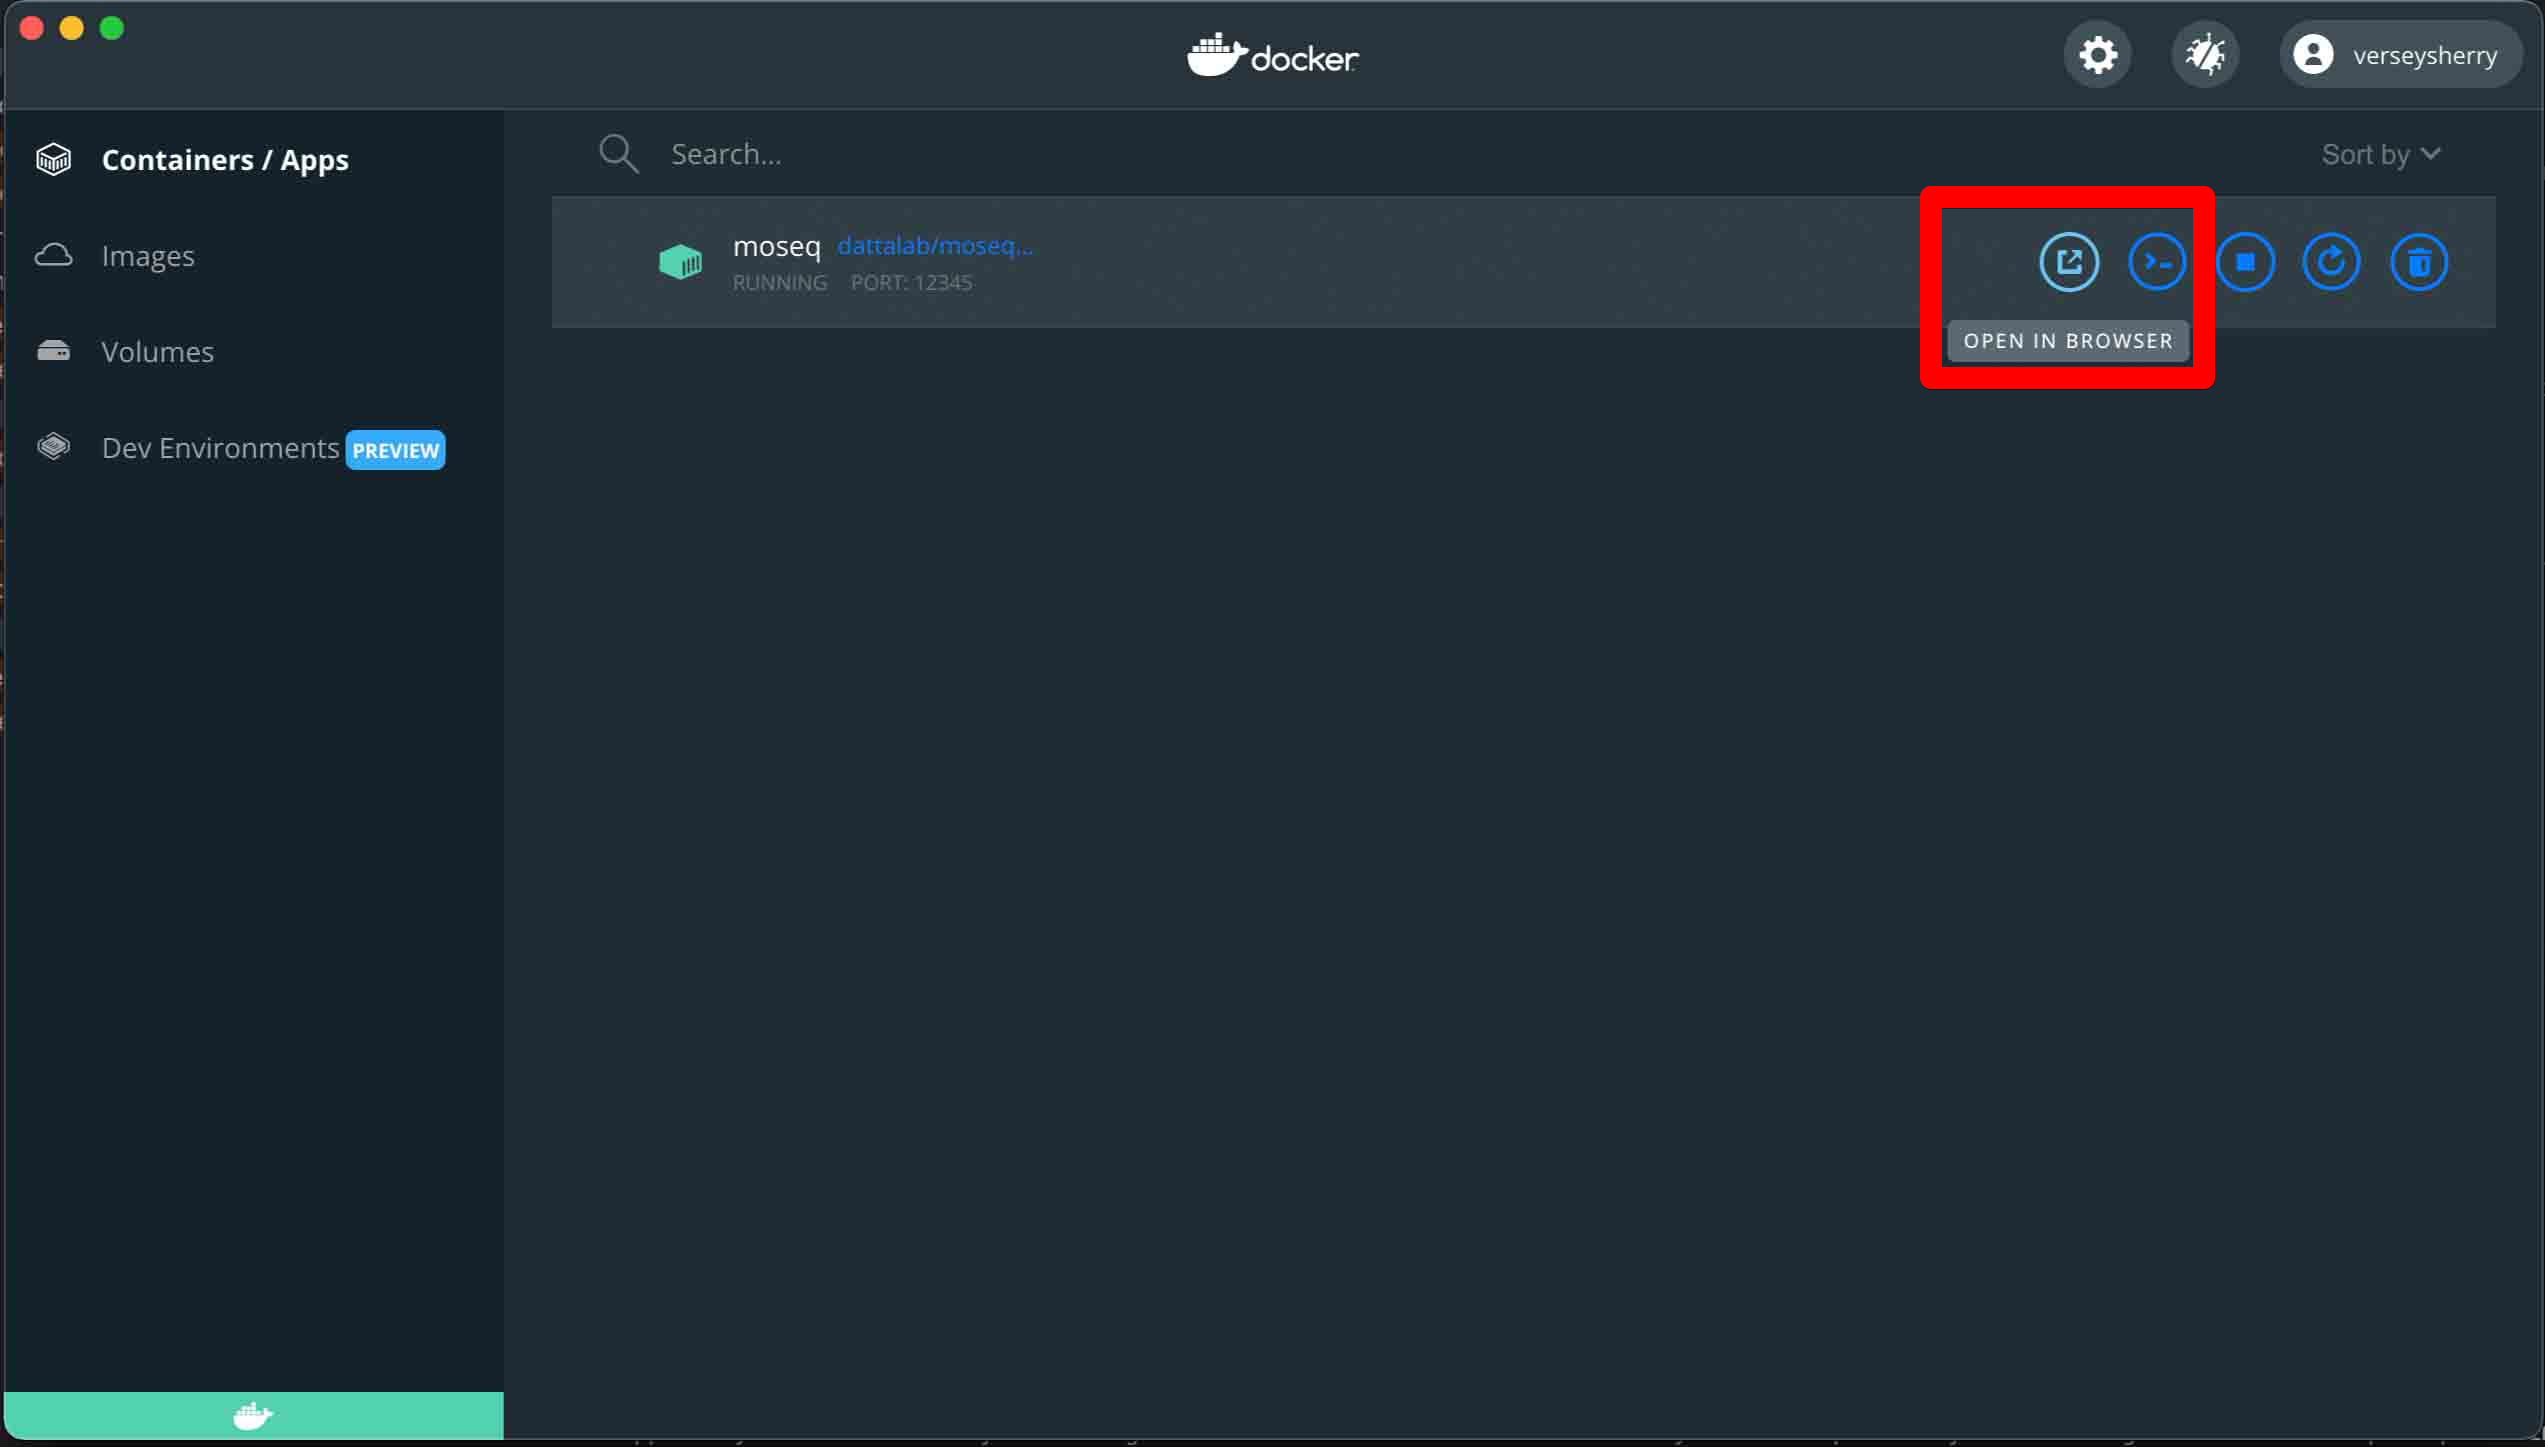 docker
verseysherry
Containers / Apps
Search...
Sort by
moseq dattalab/moseq...
RUNNING PORT: 12345
Images
OPEN IN BROWSER
Volumes
Dev Environments PREVIEW